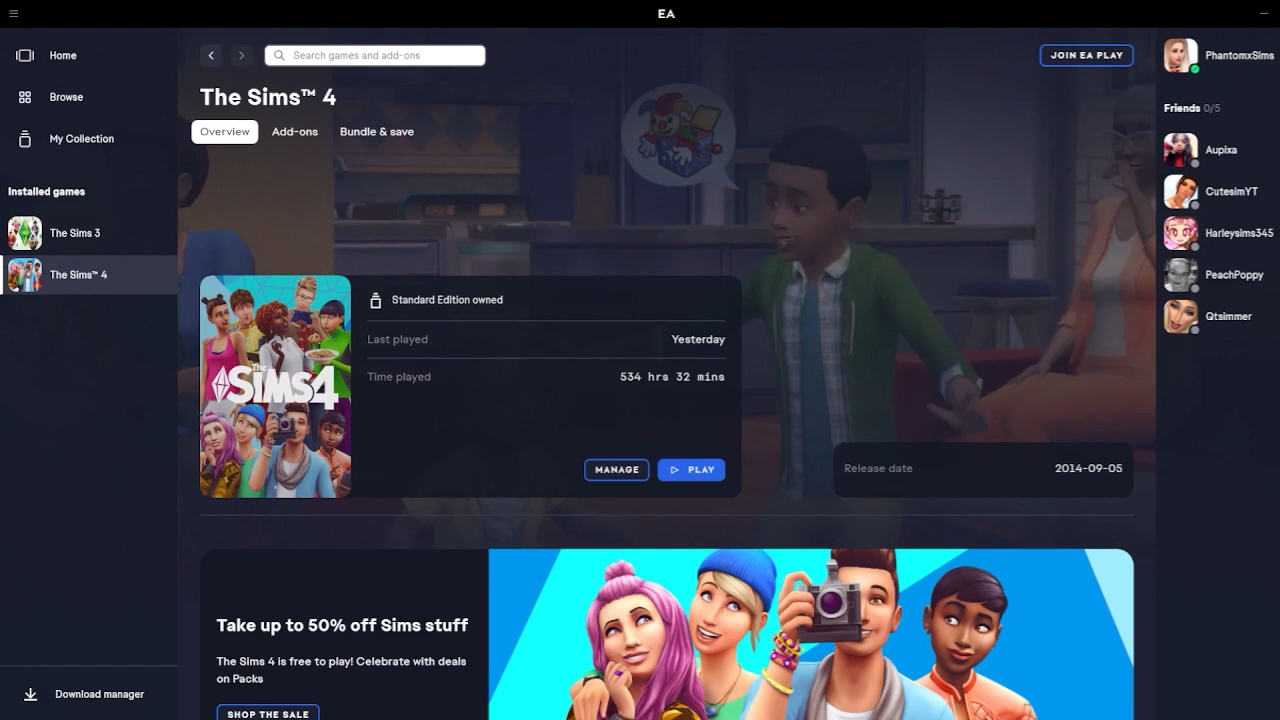 EA
Home
Browse
My Collection
Installed games
The Sims 3
The Sims™ 4
Download manager
Search games and add-ons
JOIN EA PLAY
The Sims™ 4
Overview
Add-ons
Bundle & save
The
SIMS4
Standard Edition owned
Last played
Yesterday
Time played
534 hrs 32 mins
MANAGE
PLAY
Release date
2014-09-05
Take up to 50% off Sims stuff
The Sims 4 is free to play! Celebrate with deals
on Packs
SHOP THE SALE
PhantomxSims
Friends 0/5
Aupixa
CutesimYT
Harleysims345
PeachPoppy
Qtsimmer